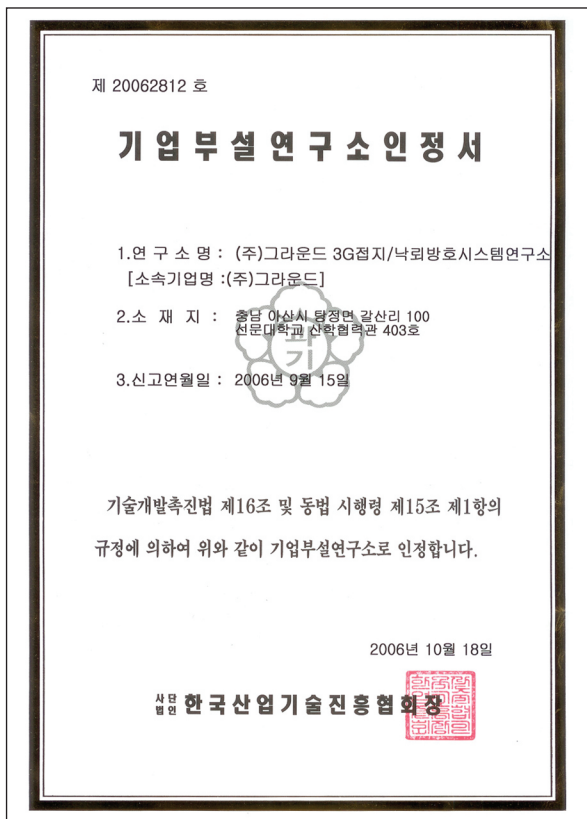 제 20062812 호
기업부설연구소인정서
1.연 구 소 명 : (주)그라운드 3G접지/낙뢰방호시스템연구소
[소속기업명 :(주)그라운드]
2.소 재 지 : 충남 아산시 탕정면 갈산리 100
선문대학교 산학협력관 403호
과기
3.신고연월일 : 2006년 9월 15일
기술개발촉진법 제16조 및 동법 시행령 제15조 제1항의
규정에 의하여 위와 같이 기업부설연구소로 인정합니다.
2006년 10월 18일
사단법인 한국산업기술진흥협회장